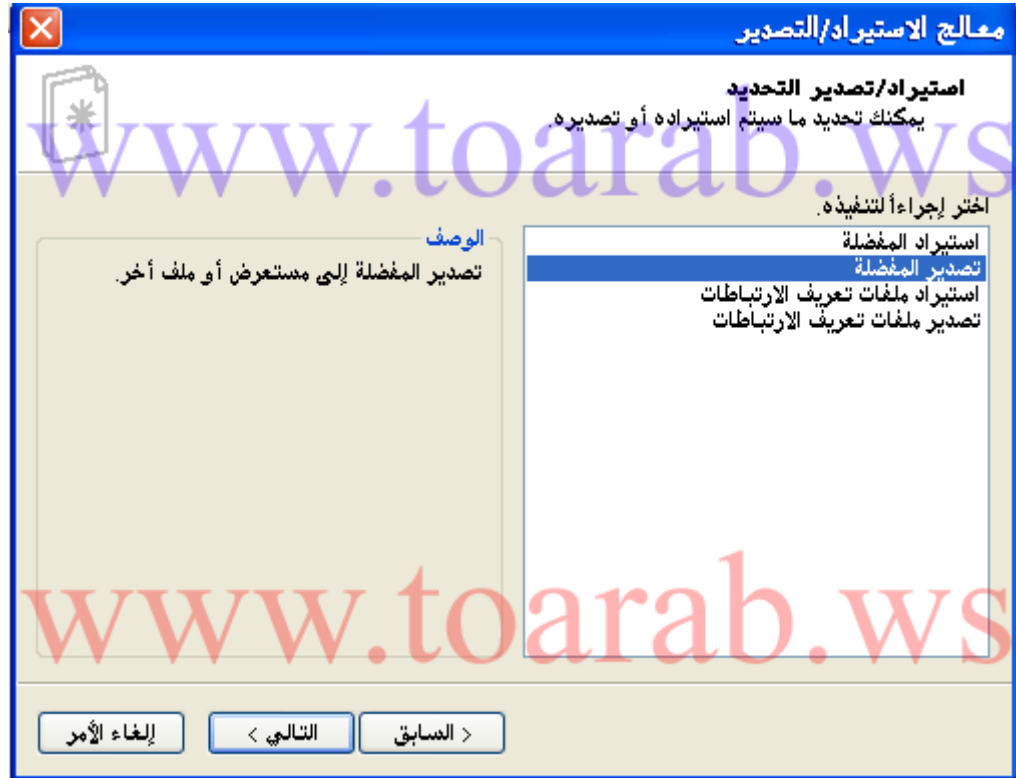 معالج الاستيراد/التصدير
استيراد/تصدير التحديد
يمكنك تحديد ما سيتم استيراده أو تصديره.
www.toarab.ws
اختر إجراءاً لتنفيذه.
استيراد المفضلة
تصدير المفضلة
استيراد ملفات تعريف الارتباطات
تصدير ملفات تعريف الارتباطات
الوصف
تصدير المفضلة إلى مستعرض أو ملف أخر.
www.toarab.ws
< السابق
التالي >
إلغاء الأمر